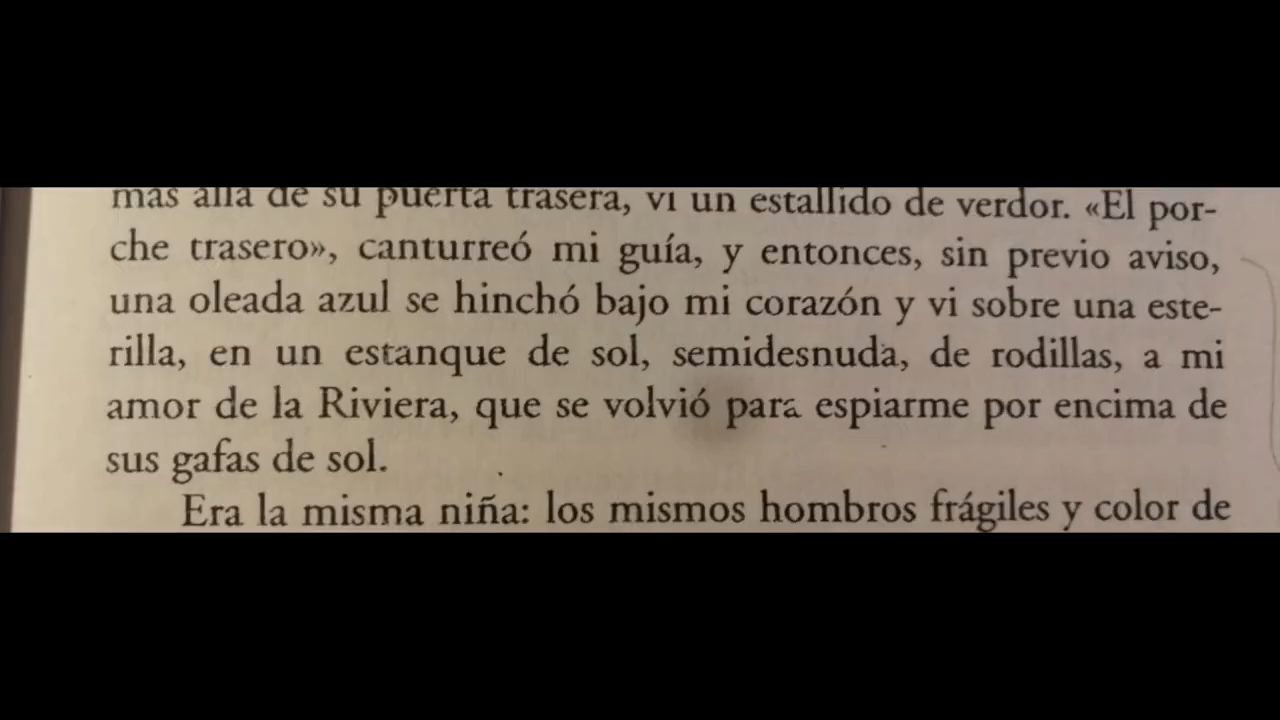 más allá de su puerta trasera, vi un estallido de verdor. «El por-
che trasero», canturreó mi guía, y entonces, sin previo aviso,
una oleada azul se hinchó bajo mi corazón y vi sobre una este-
rilla, en un estanque de sol, semidesnuda, de rodillas, a mi
amor de la Riviera, que se volvió para espiarme por encima de
sus gafas de sol.
Era la misma niña: los mismos hombros frágiles y color de